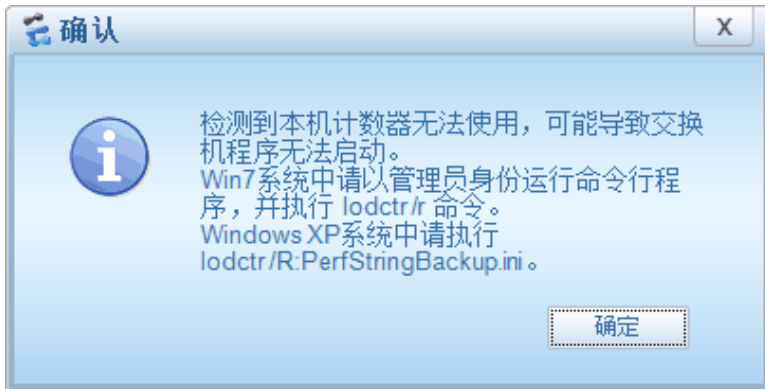 确认
X
检测到本机计数器无法使用，可能导致交换
机程序无法启动。
Win7系统中请以管理员身份运行命令行程
序，并执行 lodctr/r 命令。
Windows XP系统中请执行
lodctr/R:PerfStringBackup.ini。
确定